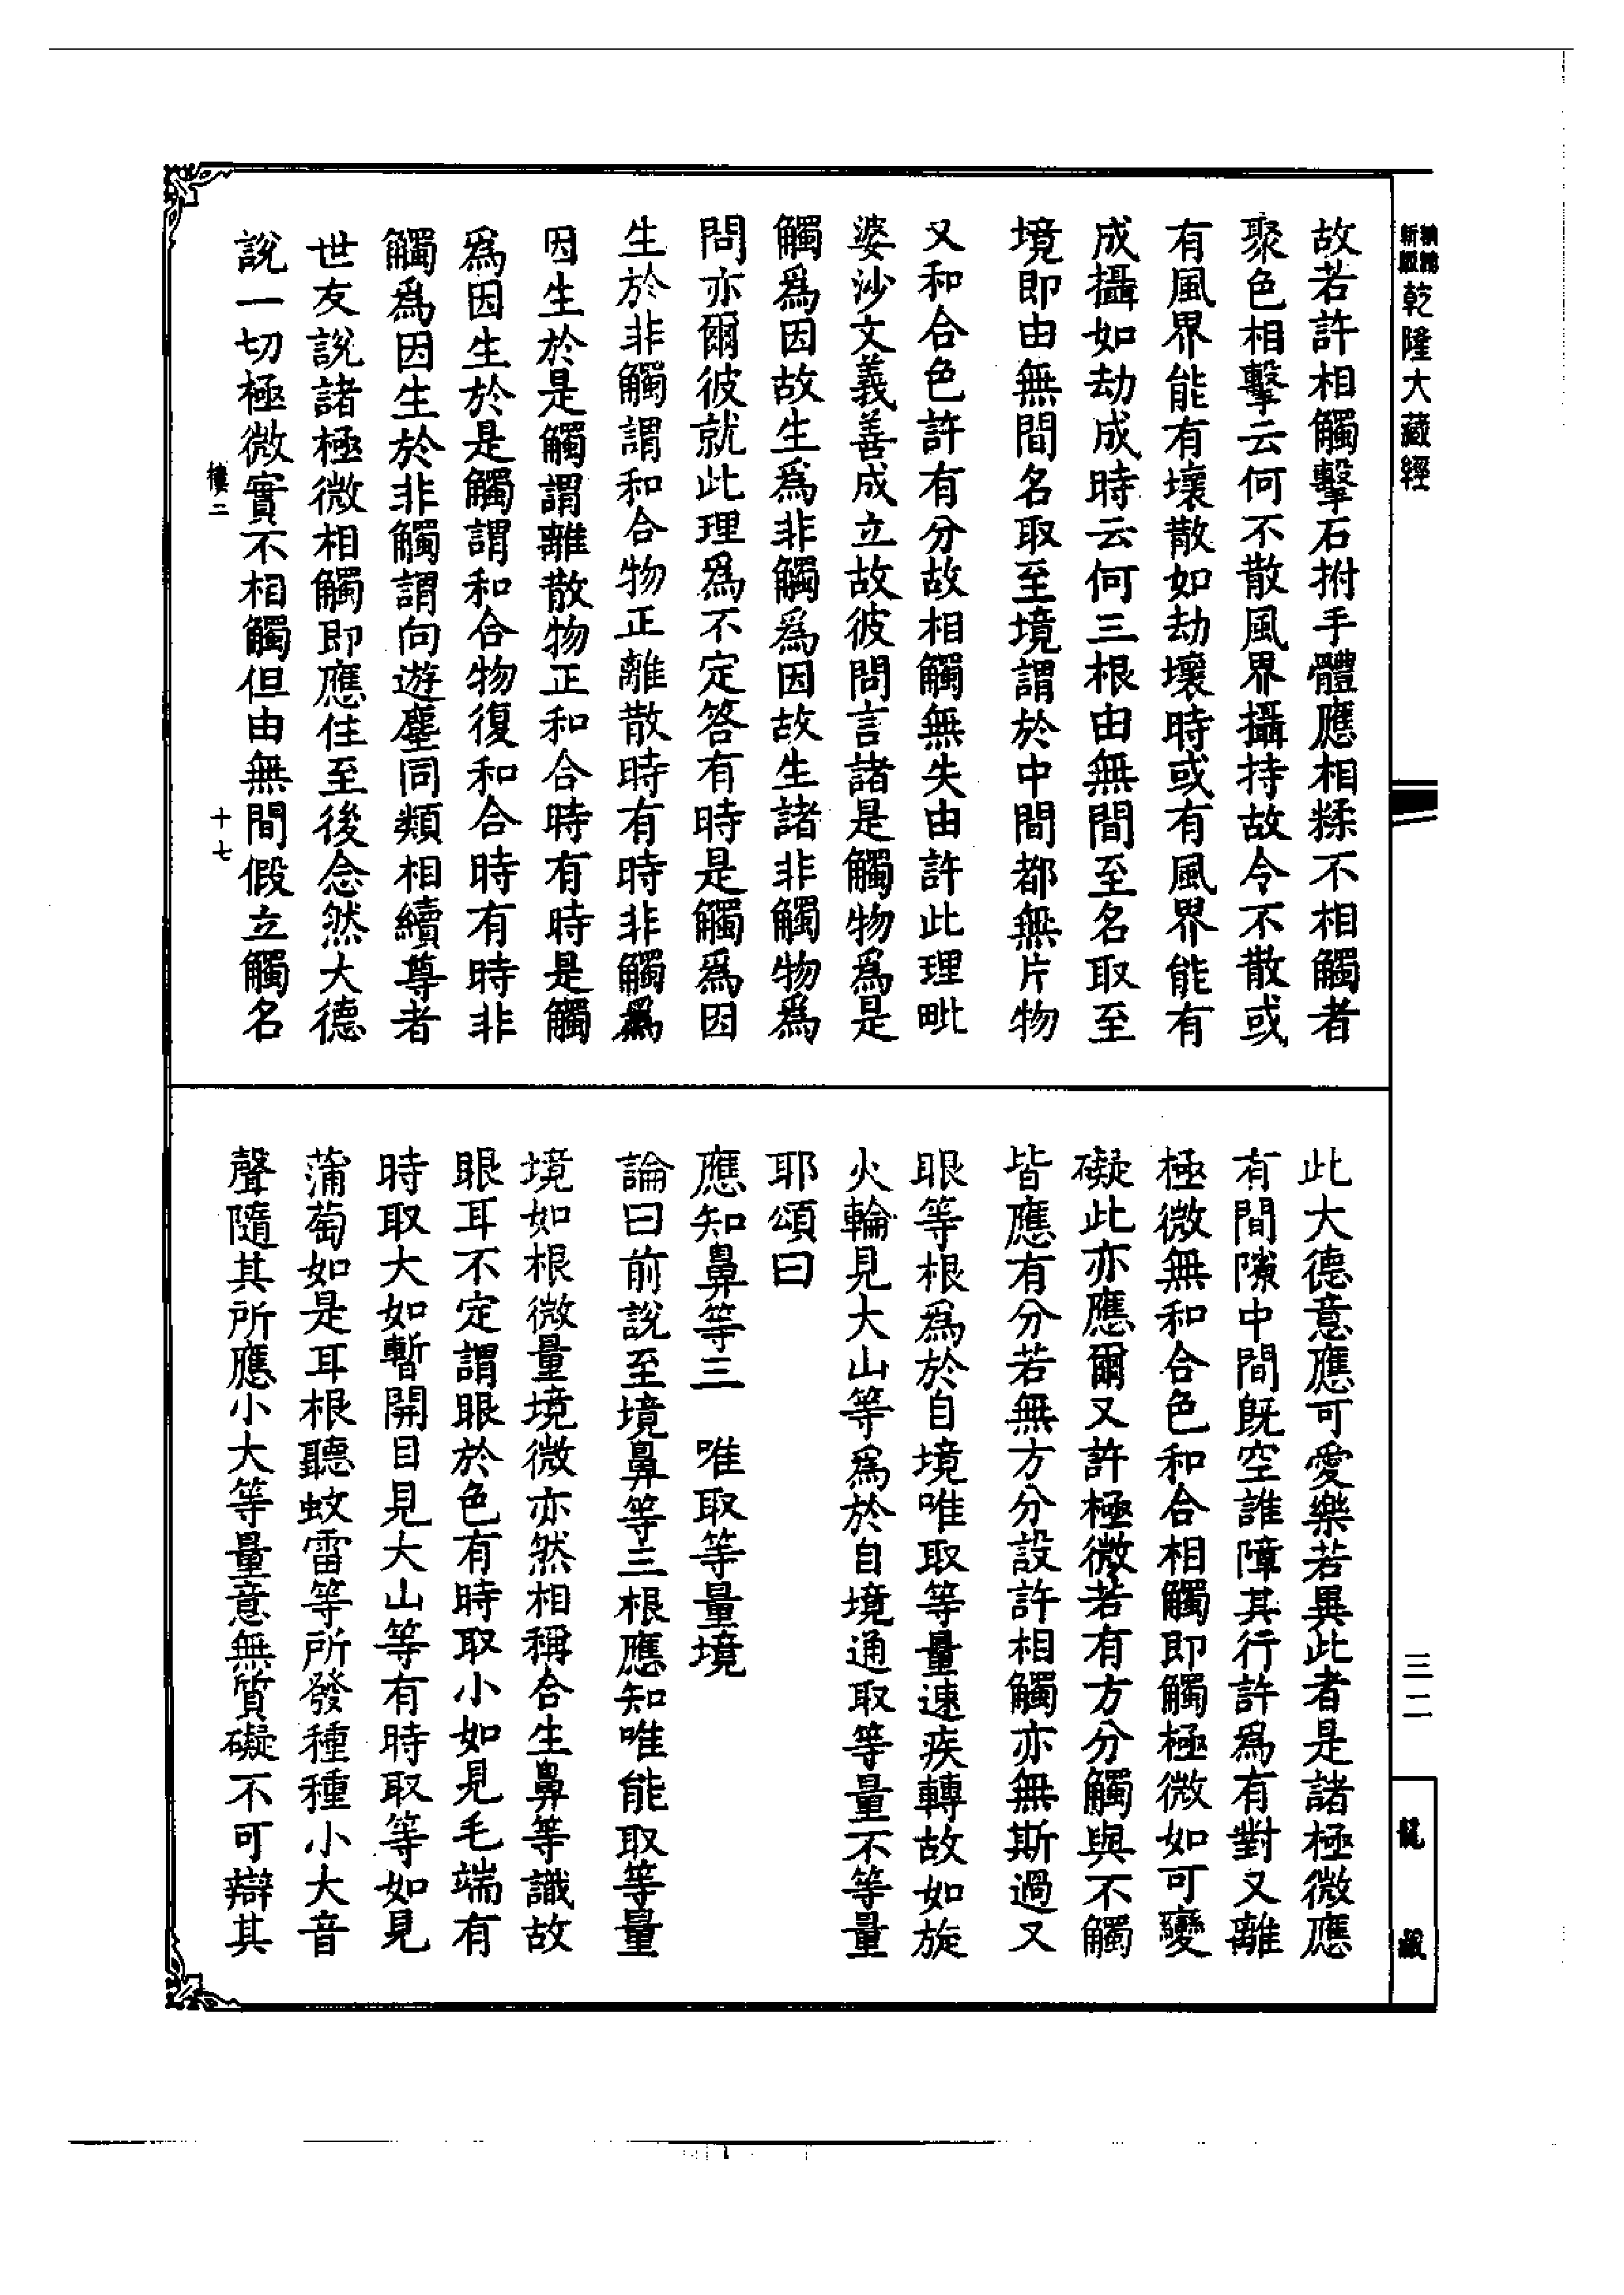 乾隆大藏經
三二
龍藏
故若許相觸擊石拊手體應相糅不相觸者
聚色相擊云何不散風界攝持故令不散或
有風界能有壞散如劫壞時或有風界能有
成攝如劫成時云何三根由無間至名取至
境即由無間名取至境謂於中間都無片物
又和合色許有分故相觸無失由許此理毗
婆沙文義善成立故彼問言諸是觸物爲是
觸爲因故生爲非觸爲因故生諸非觸物爲
問亦爾彼就此理爲不定答有時是觸爲因
生於非觸謂和合物正離散時有時非觸爲
因生於是觸謂離散物正和合時有時是觸
爲因生於是觸謂和合物復和合時有時非
觸爲因生於非觸謂向遊塵同類相續尊者
世友說諸極微相觸即應住至後念然大德
說一切極微實不相觸但由無間假立觸名
樓二
十七
此大德意應可愛樂若異此者是諸極微應
有間隙中間既空誰障其行許爲有對又離
極微無和合色和合相觸即觸極微如可變
礙此亦應爾又許極微若有方分觸與不觸
皆應有分若無方分設許相觸亦無斯過又
眼等根爲於自境唯取等量速疾轉故如旋
火輪見大山等爲於自境通取等量不等量
耶頌曰
應知鼻等三　唯取等量境
論曰前說至境鼻等三根應知唯能取等量
境如根微量境微亦然相稱合生鼻等識故
眼耳不定謂眼於色有時取小如見毛端有
時取大如暫開目見大山等有時取等如見
蒲萄如是耳根聽蚊雷等所發種種小大音
聲隨其所應小大等量意無質礙不可辯其